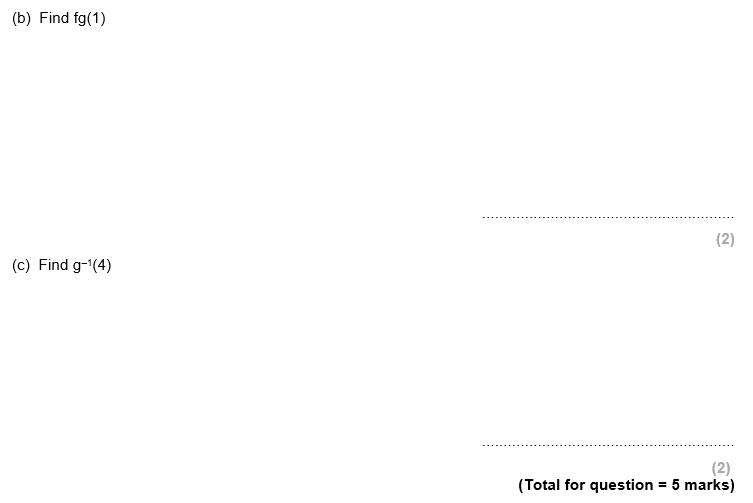 (b) Find fg(1)
................................................................
(2)
(c) Find g⁻¹(4)
................................................................
(2)
(Total for question = 5 marks)